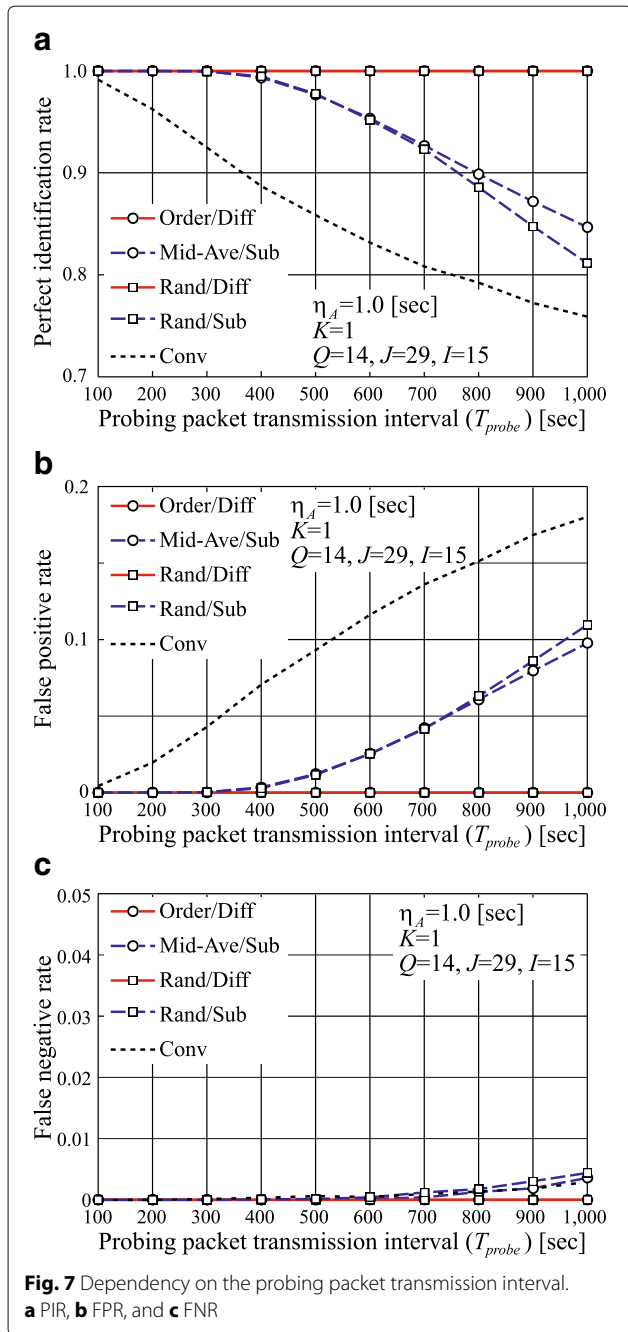 a
1.0
0.9
0.8
0.7
Perfect identification rate
Order/Diff
Mid-Ave/Sub
Rand/Diff
Rand/Sub
Conv
η_A=1.0 [sec]
K=1
Q=14, J=29, I=15
100 200 300 400 500 600 700 800 900 1,000
Probing packet transmission interval (T_probe) [sec]
b
0.2
0.1
0
False positive rate
Order/Diff
Mid-Ave/Sub
Rand/Diff
Rand/Sub
Conv
η_A=1.0 [sec]
K=1
Q=14, J=29, I=15
100 200 300 400 500 600 700 800 900 1,000
Probing packet transmission interval (T_probe) [sec]
c
0.05
0.04
0.03
0.02
0.01
0
False negative rate
Order/Diff
Mid-Ave/Sub
Rand/Diff
Rand/Sub
Conv
η_A=1.0 [sec]
K=1
Q=14, J=29, I=15
100 200 300 400 500 600 700 800 900 1,000
Probing packet transmission interval (T_probe) [sec]
Fig. 7 Dependency on the probing packet transmission interval.
a PIR, b FPR, and c FNR